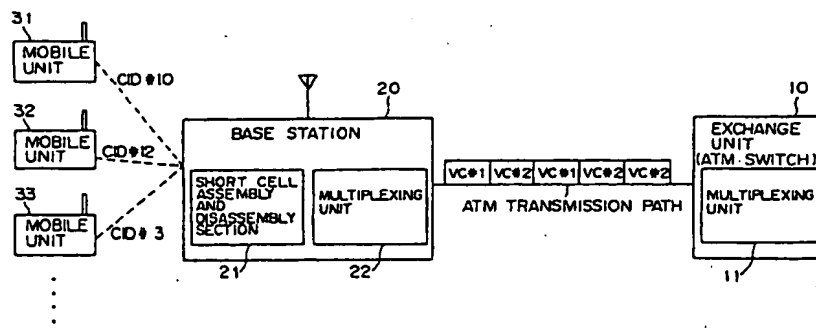 31
MOBILE
UNIT
CID#10
32
MOBILE
UNIT
CID#12
33
MOBILE
UNIT
CID#3
20
BASE STATION
SHORT CELL
ASSEMBLY
AND
DISASSEMBLY
SECTION
21
MULTIPLEXING
UNIT
22
VC#1 VC#2 VC#1 VC#2 VC#2
ATM TRANSMISSION PATH
10
EXCHANGE
UNIT
(ATM·SWITCH)
MULTIPLEXING
UNIT
11